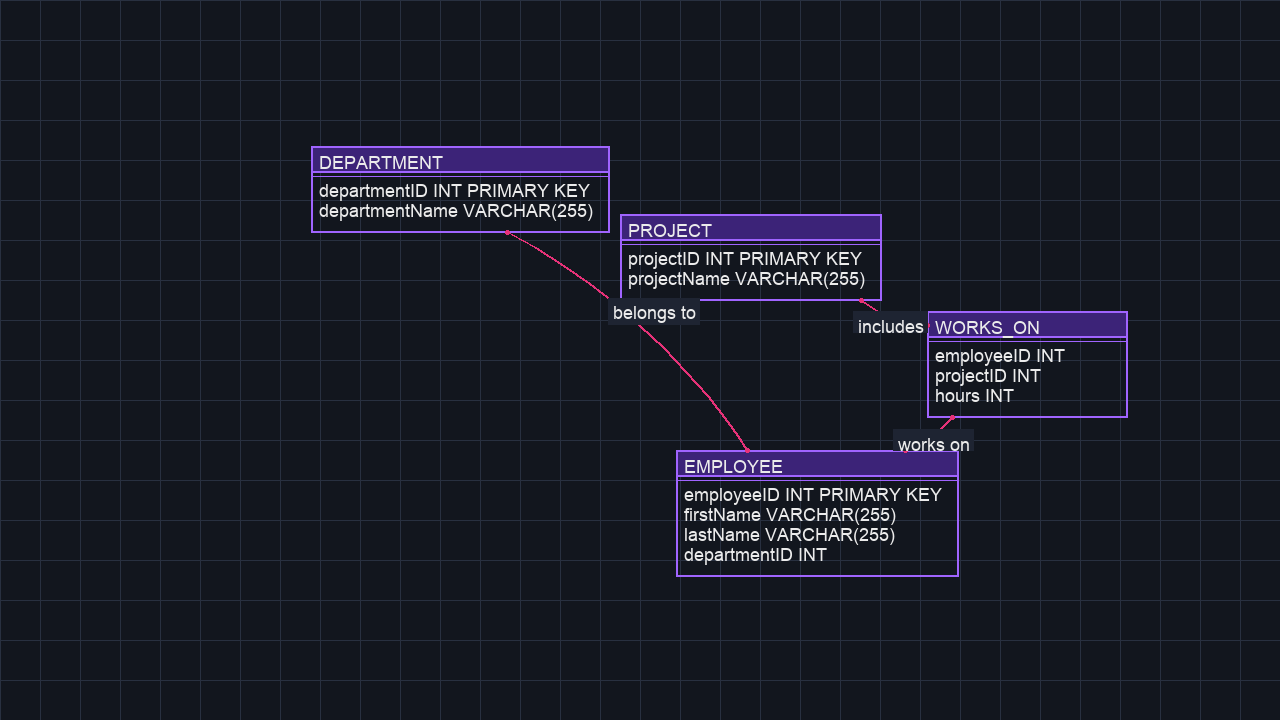 DEPARTMENT
departmentID INT PRIMARY KEY
departmentName VARCHAR(255)
PROJECT
projectID INT PRIMARY KEY
projectName VARCHAR(255)
belongs to
includes
WORKS_ON
employeeID INT
projectID INT
hours INT
works on
EMPLOYEE
employeeID INT PRIMARY KEY
firstName VARCHAR(255)
lastName VARCHAR(255)
departmentID INT